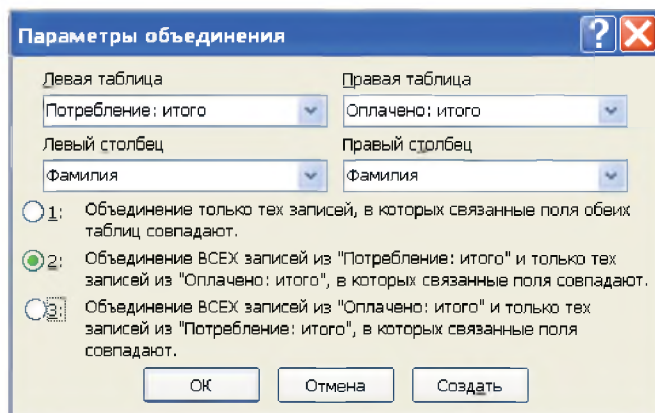 Параметры объединения
Левая таблица Правая таблица
Потребление: итого Оплачено: итого
Левый столбец Правый столбец
Фамилия Фамилия
1: Объединение только тех записей, в которых связанные поля обеих
таблиц совпадают.
2: Объединение ВСЕХ записей из "Потребление: итого" и только тех
записей из "Оплачено: итого", в которых связанные поля совпадают.
3: Объединение ВСЕХ записей из "Оплачено: итого" и только тех
записей из "Потребление: итого", в которых связанные поля
совпадают.
ОК Отмена Создать